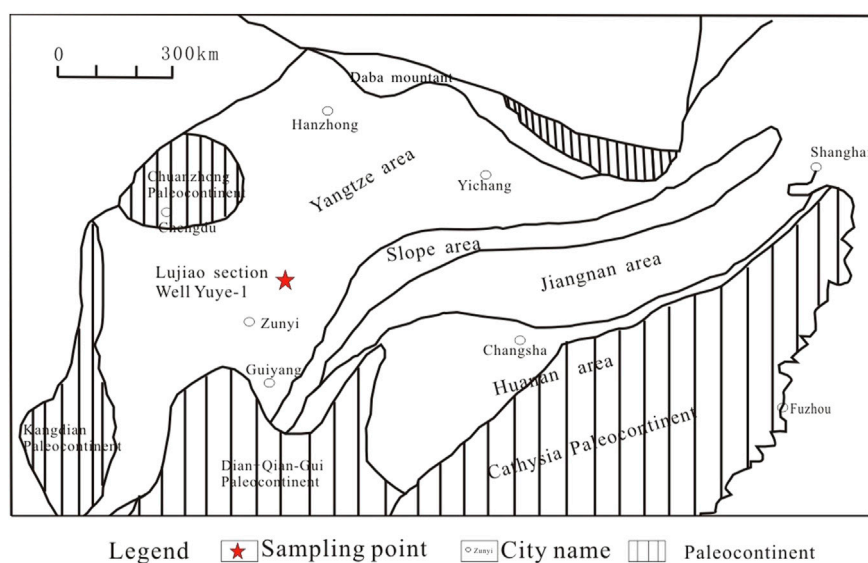 0 300km
Daba mountant
Hanzhong
Shangha
Chuanzhong
Paleocontinent
Chengdu
Yangtze area
Yichang
Slope area
Jiangnan area
Lujiao section
Well Yuye-1
Zunyi
Guiyang
Changsha
Huanan area
Fuzhou
Kangdian
Paleocontinent
Dian-Qian-Gui
Paleocontinent
Cathysia Paleocontinent
Legend Sampling point Zunyi City name Paleocontinent